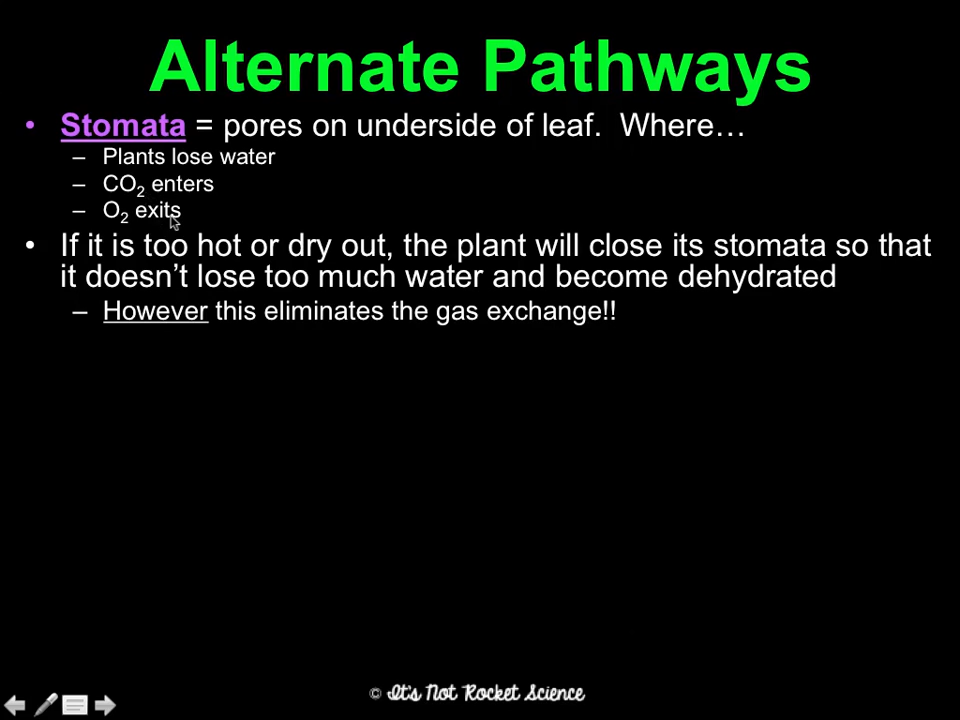 Alternate Pathways
• Stomata = pores on underside of leaf. Where…
– Plants lose water
– CO₂ enters
– O₂ exits
• If it is too hot or dry out, the plant will close its stomata so that
it doesn’t lose too much water and become dehydrated
– However this eliminates the gas exchange!!
© It's Not Rocket Science